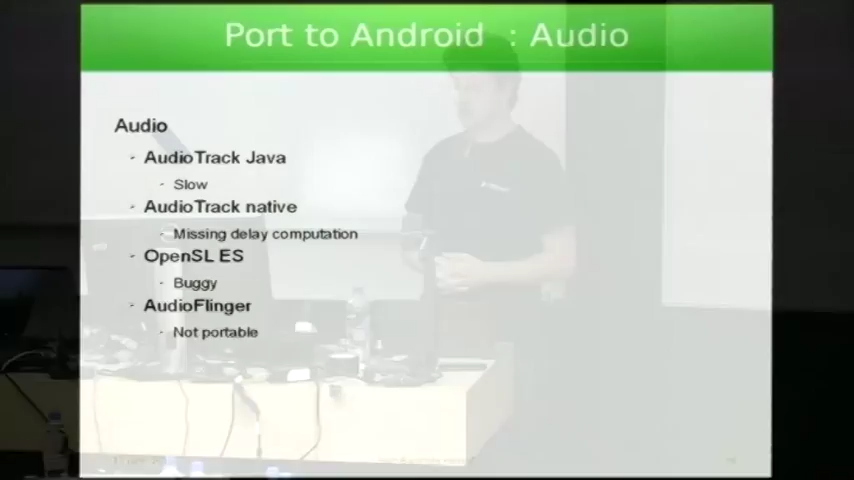 Port to Android : Audio
Audio
- AudioTrack Java
- Slow
- AudioTrack native
- Missing delay computation
- OpenSL ES
- Buggy
- AudioFlinger
- Not portable